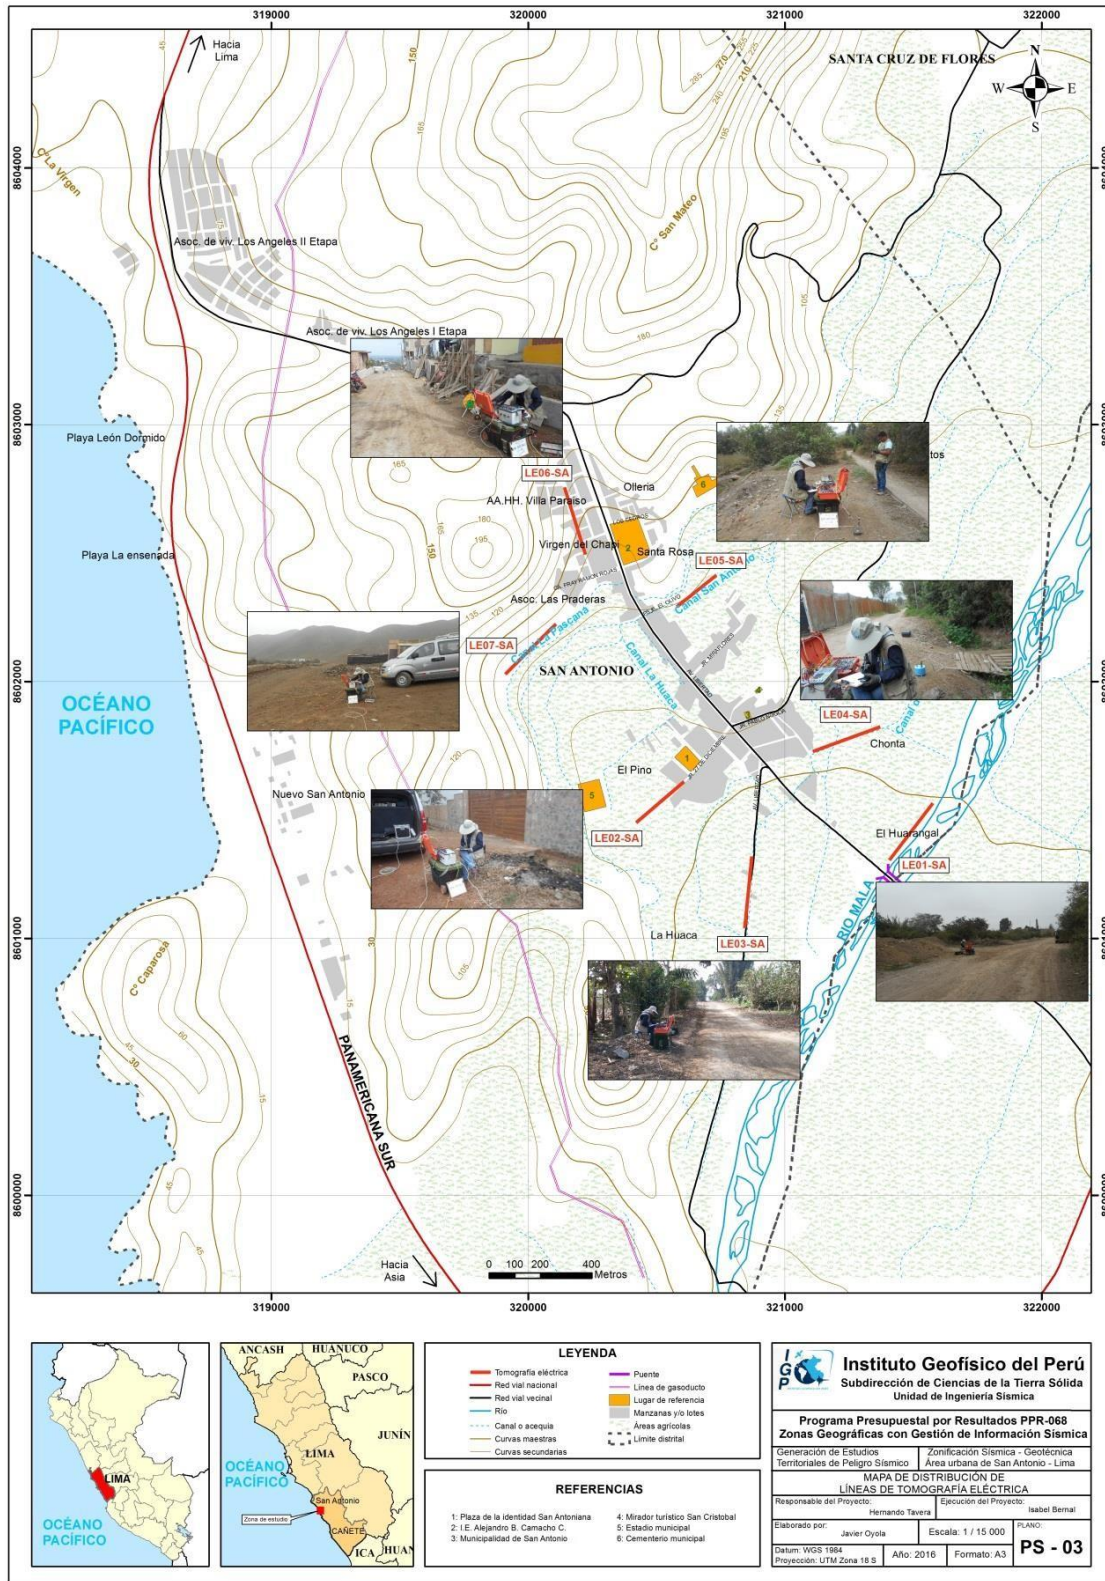 319000
320000
321000
322000
Hacia
Lima
SANTA CRUZ DE FLORES
N
W
E
S
8604000
8604000
C° La Virgen
Asoc. de viv. Los Angeles II Etapa
C° San Mateo
Asoc. de viv. Los Angeles I Etapa
8603000
8603000
Playa León Dormido
LE06-SA
Olleria
AA.HH. Villa Paraiso
Virgen del Chapi
Santa Rosa
LE05-SA
Playa La ensenada
Asoc. Las Praderas
Canal San Antonio
Canal La Pascana
LE07-SA
SAN ANTONIO
Canal La Huaca
JR. MIRAFLORES
8602000
8602000
OCÉANO
PACÍFICO
LE04-SA
Chonta
El Pino
JR. 27 DE DICIEMBRE
Nuevo San Antonio
LE02-SA
El Huarangal
LE01-SA
RIO MALA
La Huaca
LE03-SA
8601000
8601000
C° Caparosa
PANAMERICANA SUR
8600000
8600000
Hacia
Asia
0 100 200 400
Metros
319000
320000
321000
322000
LIMA
OCÉANO
PACÍFICO
ANCASH
HUANUCO
PASCO
JUNÍN
LIMA
OCÉANO
PACÍFICO
San Antonio
Zona de estudio
CAÑETE
ICA
HUAN
LEYENDA
Tomografía eléctrica
Red vial nacional
Red vial vecinal
Río
Canal o acequia
Curvas maestras
Curvas secundarias
Puente
Línea de gasoducto
Lugar de referencia
Manzanas y/o lotes
Áreas agrícolas
Límite distrital
REFERENCIAS
1: Plaza de la identidad San Antoniana
2: I.E. Alejandro B. Camacho C.
3: Municipalidad de San Antonio
4: Mirador turístico San Cristobal
5: Estadio municipal
6: Cementerio municipal
IGP
Instituto Geofísico del Perú
Subdirección de Ciencias de la Tierra Sólida
Unidad de Ingeniería Sísmica
Programa Presupuestal por Resultados PPR-068
Zonas Geográficas con Gestión de Información Sísmica
Generación de Estudios
Territoriales de Peligro Sísmico
Zonificación Sísmica - Geotécnica
Área urbana de San Antonio - Lima
MAPA DE DISTRIBUCIÓN DE
LÍNEAS DE TOMOGRAFÍA ELÉCTRICA
Responsable del Proyecto:
Hernando Tavera
Ejecución del Proyecto:
Isabel Bernal
Elaborado por:
Javier Oyola
Escala: 1 / 15 000
PLANO:
PS - 03
Datum: WGS 1984
Proyección: UTM Zona 18 S
Año: 2016
Formato: A3